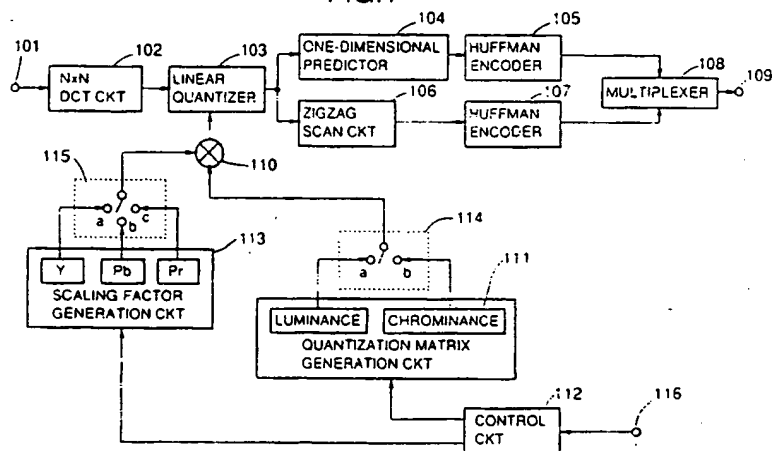 104
105
101
102
103
CNE-DIMENSIONAL
PREDICTOR
HUFFMAN
ENCODER
108
109
NxN
DCT CKT
LINEAR
QUANTIZER
106
107
MULTIPLEXER
ZIGZAG
SCAN CKT
HUFFMAN
ENCODER
110
115
a
b
c
114
113
a
b
111
Y
Pb
Pr
SCALING FACTOR
GENERATION CKT
LUMINANCE
CHROMINANCE
QUANTIZATION MATRIX
GENERATION CKT
112
116
CONTROL
CKT